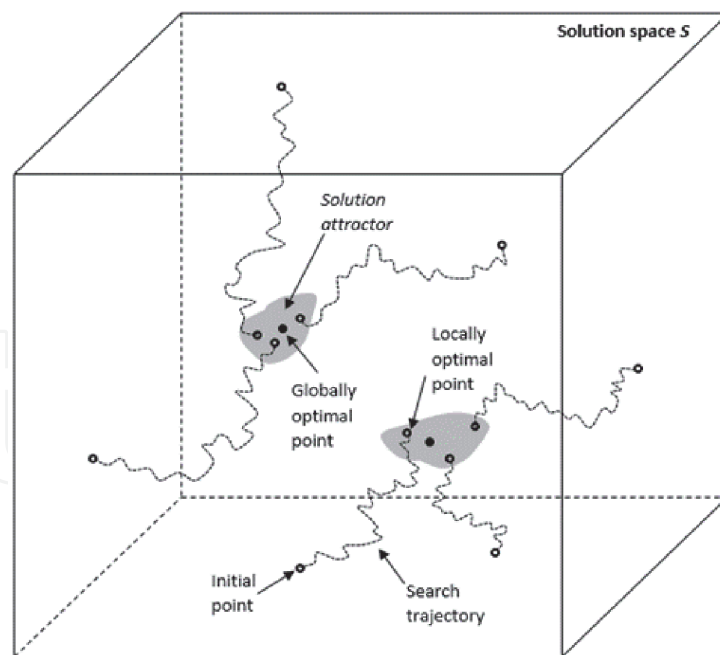 Solution space S
Solution
attractor
Locally
optimal
point
Globally
optimal
point
Initial
point
Search
trajectory